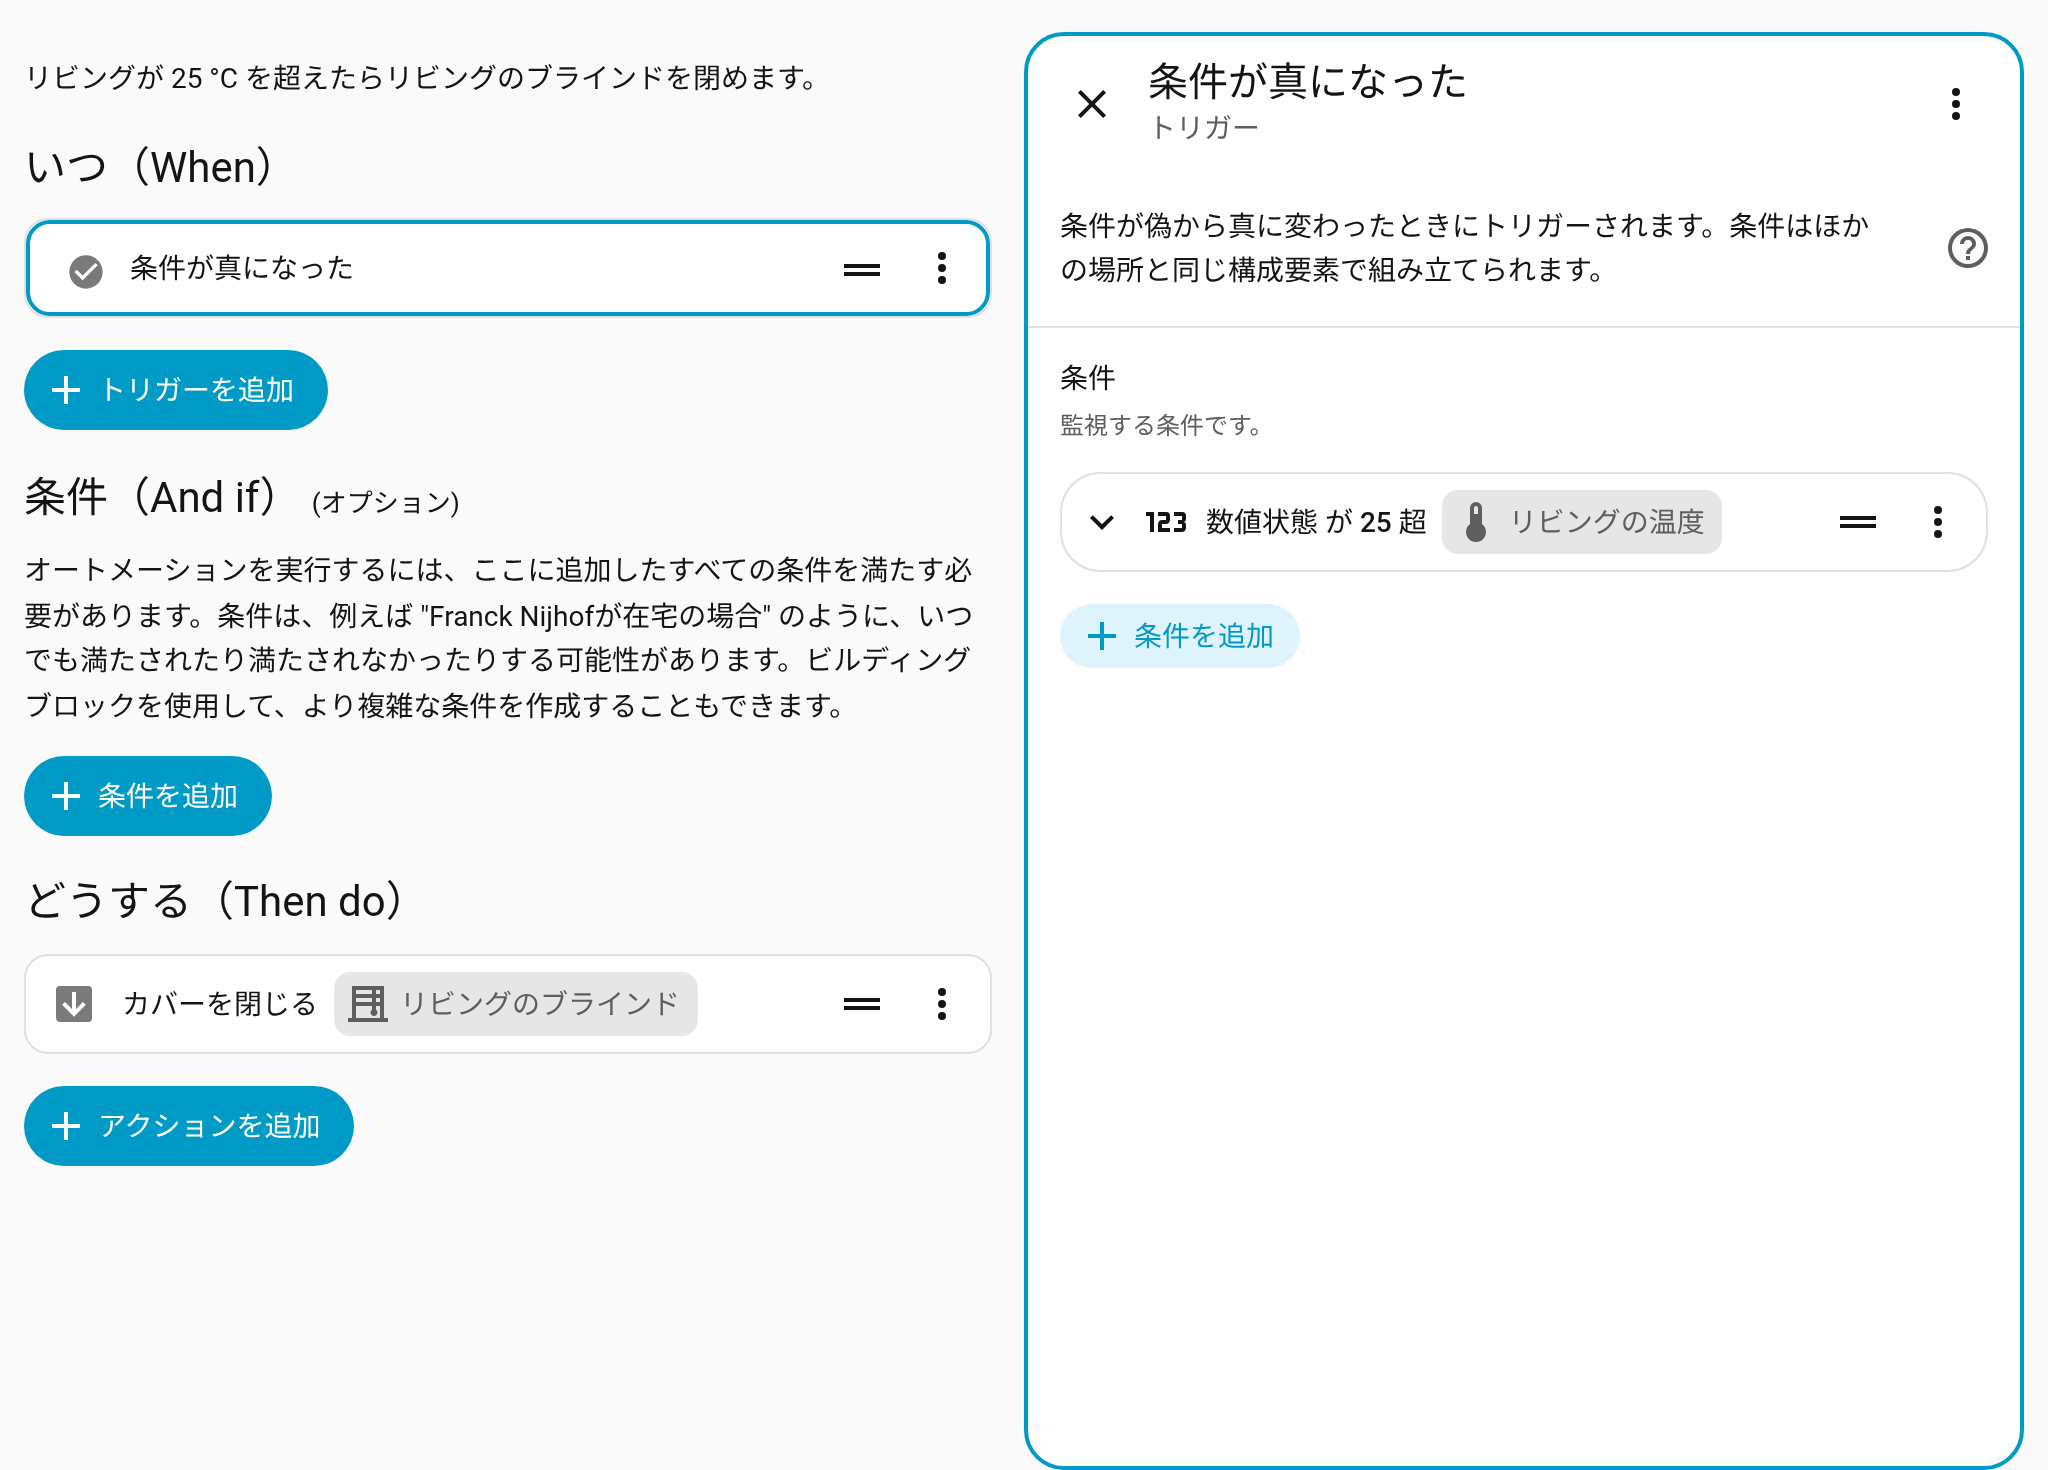 リビングが 25 °C を超えたらリビングのブラインドを閉めます。
いつ（When）
条件が真になった
トリガーを追加
条件（And if） (オプション)
オートメーションを実行するには、ここに追加したすべての条件を満たす必
要があります。条件は、例えば "Franck Nijhofが在宅の場合" のように、いつ
でも満たされたり満たされなかったりする可能性があります。ビルディング
ブロックを使用して、より複雑な条件を作成することもできます。
条件を追加
どうする（Then do）
カバーを閉じる リビングのブラインド
アクションを追加
条件が真になった
トリガー
条件が偽から真に変わったときにトリガーされます。条件はほか
の場所と同じ構成要素で組み立てられます。
条件
監視する条件です。
123 数値状態 が 25 超 リビングの温度
条件を追加